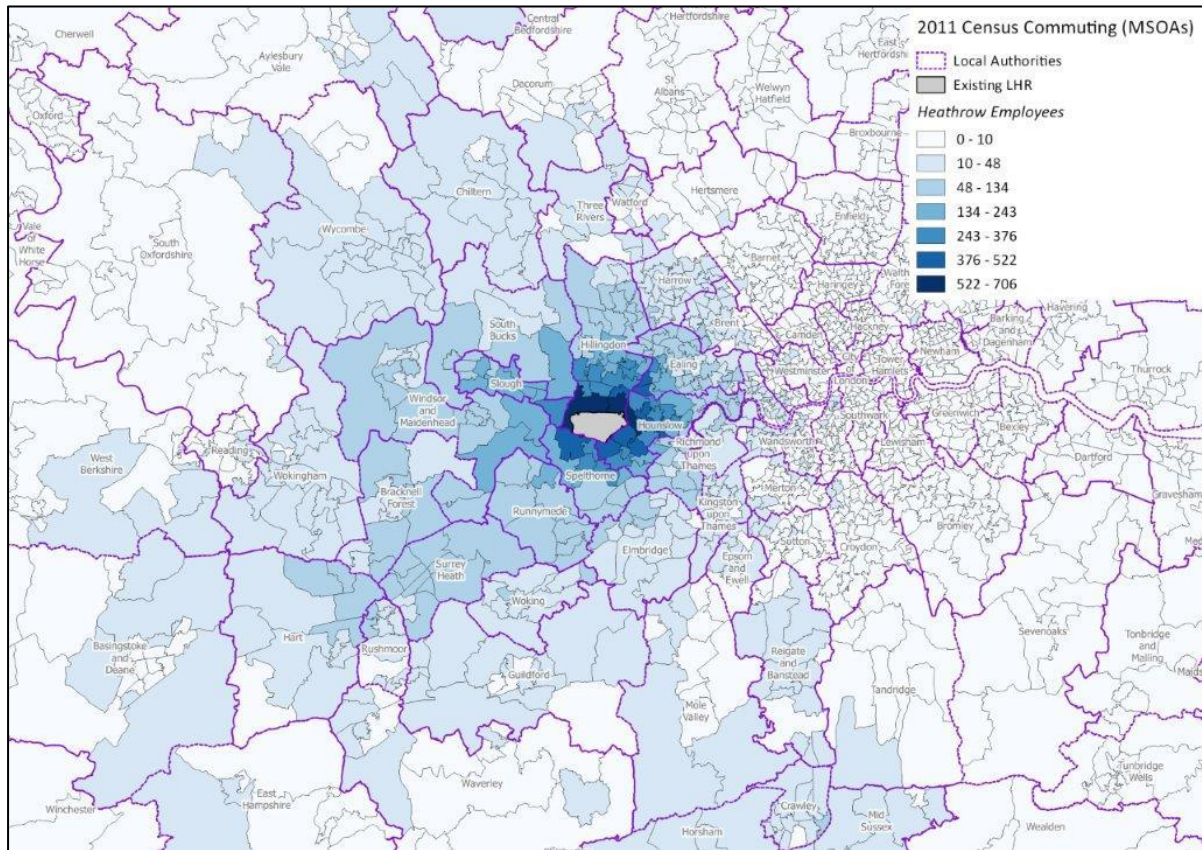 2011 Census Commuting (MSOAs)
Local Authorities
Existing LHR
Heathrow Employees
0 - 10
10 - 48
48 - 134
134 - 243
243 - 376
376 - 522
522 - 706
Cherwell
Aylesbury
Vale
Central
Bedfordshire
Hertfordshire
East
Hertfordshire
Dacorum
St
Albans
Welwyn
Hatfield
Broxbourne
Oxford
Chiltern
Three
Rivers
Watford
Hertsmere
Enfield
Vale
of
White
Horse
South
Oxfordshire
Wycombe
Barnet
Harrow
Haringey
Havering
South
Bucks
Hillingdon
Brent
Camden
Hackney
Barking
and
Dagenham
Newham
Slough
Ealing
Westminster
City
of
London
Tower
Hamlets
Thurrock
Windsor
and
Maidenhead
Hounslow
Southwark
Greenwich
Bexley
Reading
Richmond
upon
Thames
Wandsworth
Lewisham
Dartford
West
Berkshire
Wokingham
Bracknell
Forest
Spelthorne
Runnymede
Merton
Kingston
upon
Thames
Gravesham
Bromley
Sutton
Croydon
Elmbridge
Epsom
and
Ewell
Surrey
Heath
Woking
Basingstoke
and
Deane
Hart
Rushmoor
Guildford
Reigate
and
Banstead
Sevenoaks
Tonbridge
and
Malling
Mole
Valley
Tandridge
Waverley
East
Hampshire
Winchester
Tunbridge
Wells
Crawley
Mid
Sussex
Horsham
Wealden